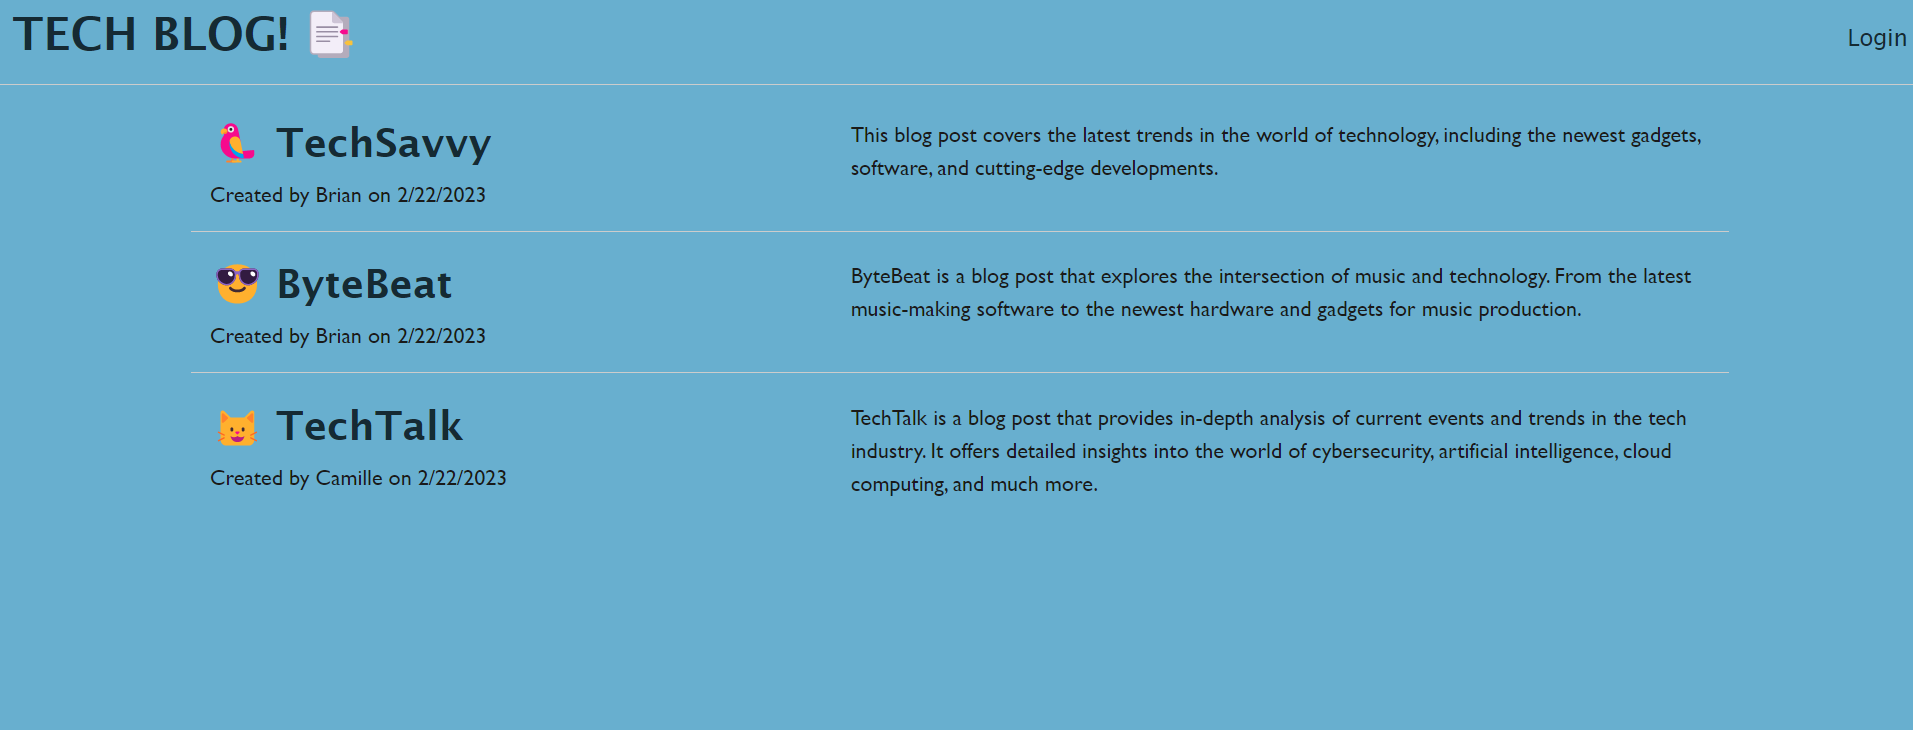 TECH BLOG!
Login
TechSavvy
Created by Brian on 2/22/2023
This blog post covers the latest trends in the world of technology, including the newest gadgets,
software, and cutting-edge developments.
ByteBeat
Created by Brian on 2/22/2023
ByteBeat is a blog post that explores the intersection of music and technology. From the latest
music-making software to the newest hardware and gadgets for music production.
TechTalk
Created by Camille on 2/22/2023
TechTalk is a blog post that provides in-depth analysis of current events and trends in the tech
industry. It offers detailed insights into the world of cybersecurity, artificial intelligence, cloud
computing, and much more.